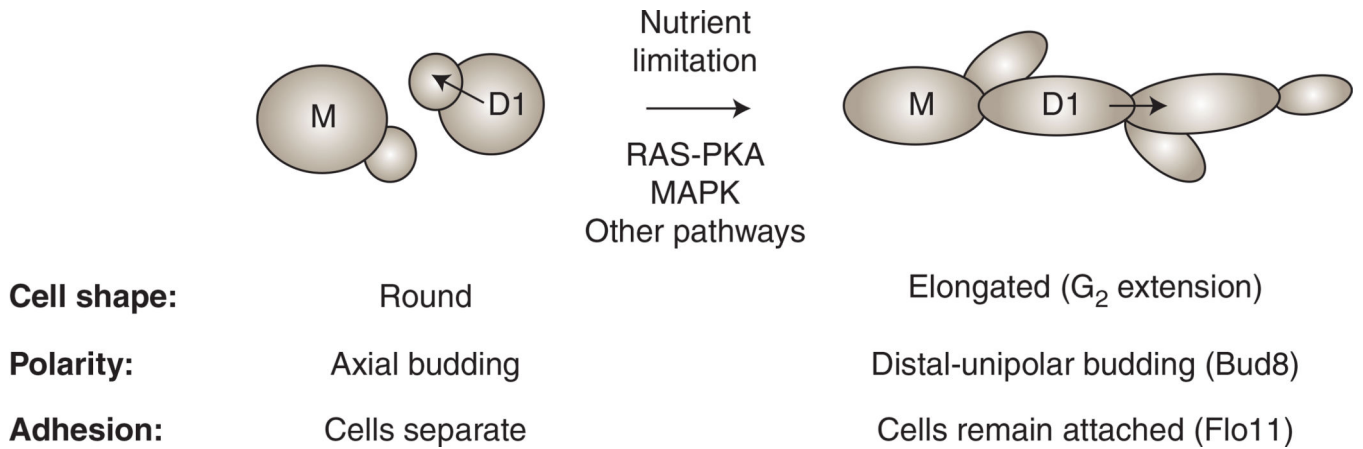 Nutrient
limitation
M
D1
M
D1
RAS-PKA
MAPK
Other pathways
Cell shape:
Round
Elongated (G₂ extension)
Polarity:
Axial budding
Distal-unipolar budding (Bud8)
Adhesion:
Cells separate
Cells remain attached (Flo11)